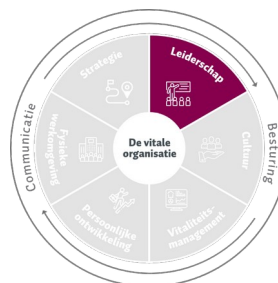 Strategie
Leiderschap
Cultuur
Vitaliteits-
management
Persoonlijke
ontwikkeling
Fysieke
werkomgeving
De vitale
organisatie
Communicatie
Besturing